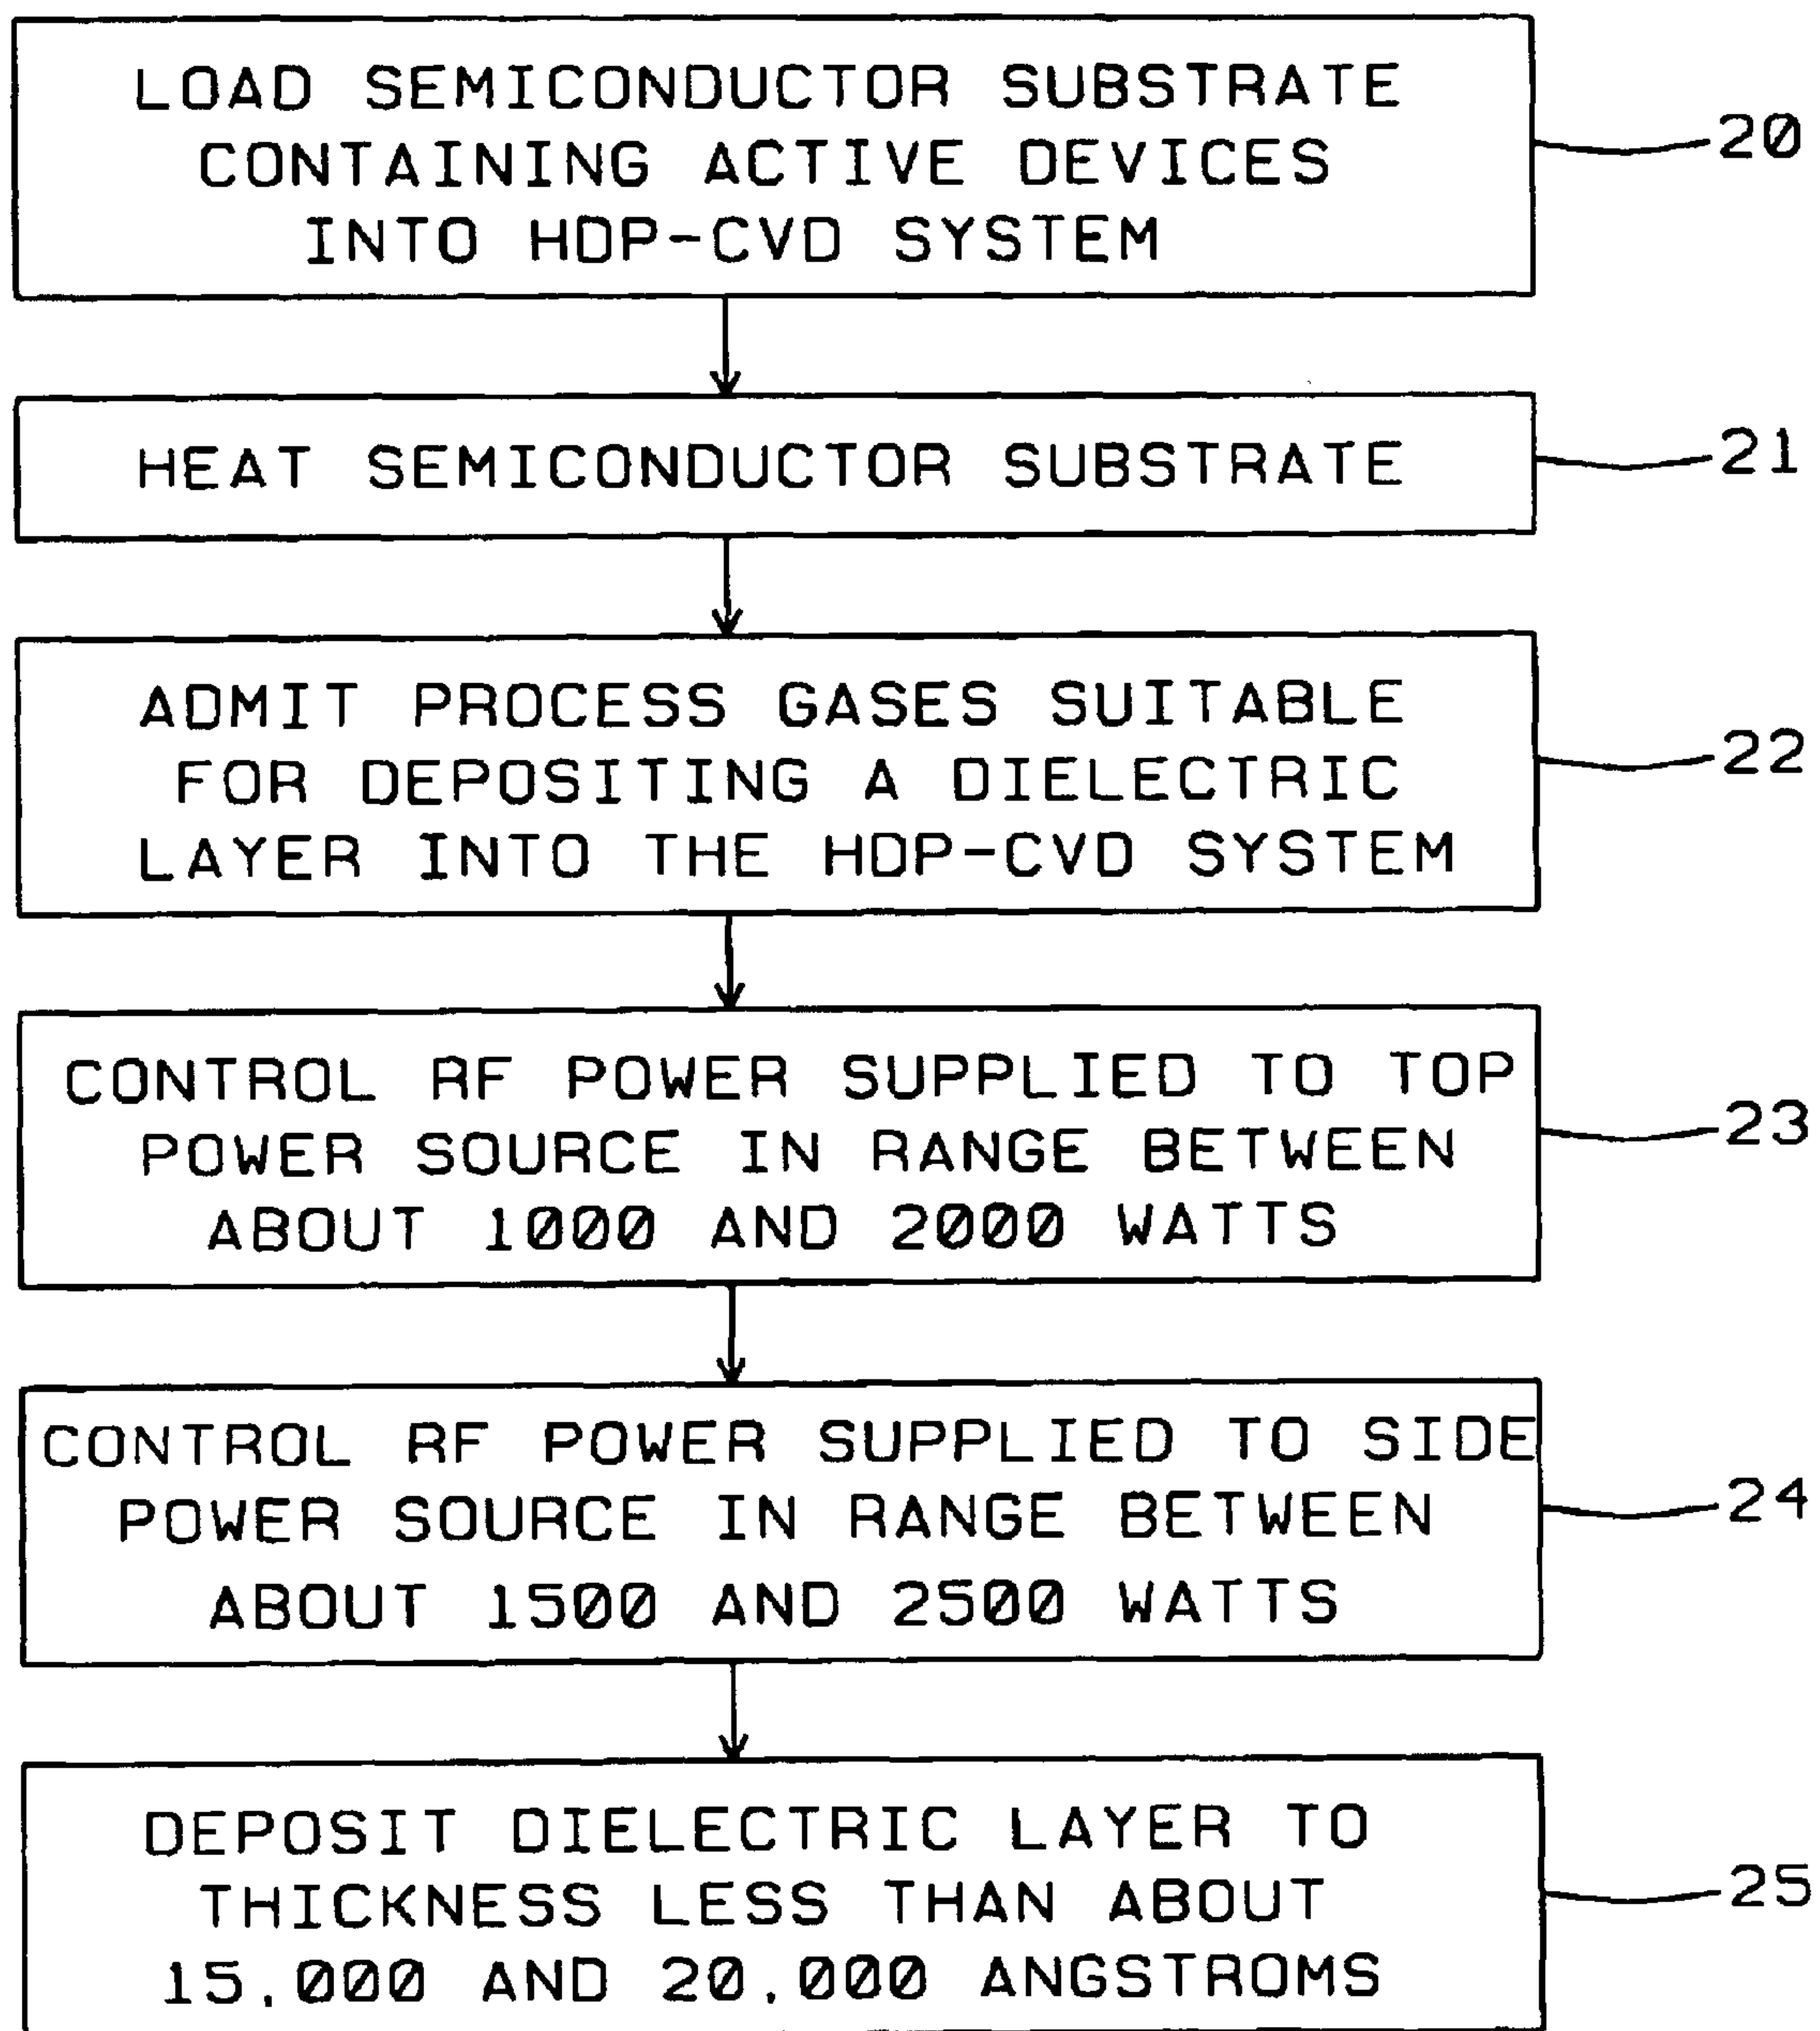 LOAD SEMICONDUCTOR SUBSTRATE
CONTAINING ACTIVE DEVICES
INTO HDP-CVD SYSTEM
20
HEAT SEMICONDUCTOR SUBSTRATE
21
ADMIT PROCESS GASES SUITABLE
FOR DEPOSITING A DIELECTRIC
LAYER INTO THE HDP-CVD SYSTEM
22
CONTROL RF POWER SUPPLIED TO TOP
POWER SOURCE IN RANGE BETWEEN
ABOUT 1000 AND 2000 WATTS
23
CONTROL RF POWER SUPPLIED TO SIDE
POWER SOURCE IN RANGE BETWEEN
ABOUT 1500 AND 2500 WATTS
24
DEPOSIT DIELECTRIC LAYER TO
THICKNESS LESS THAN ABOUT
15,000 AND 20,000 ANGSTROMS
25